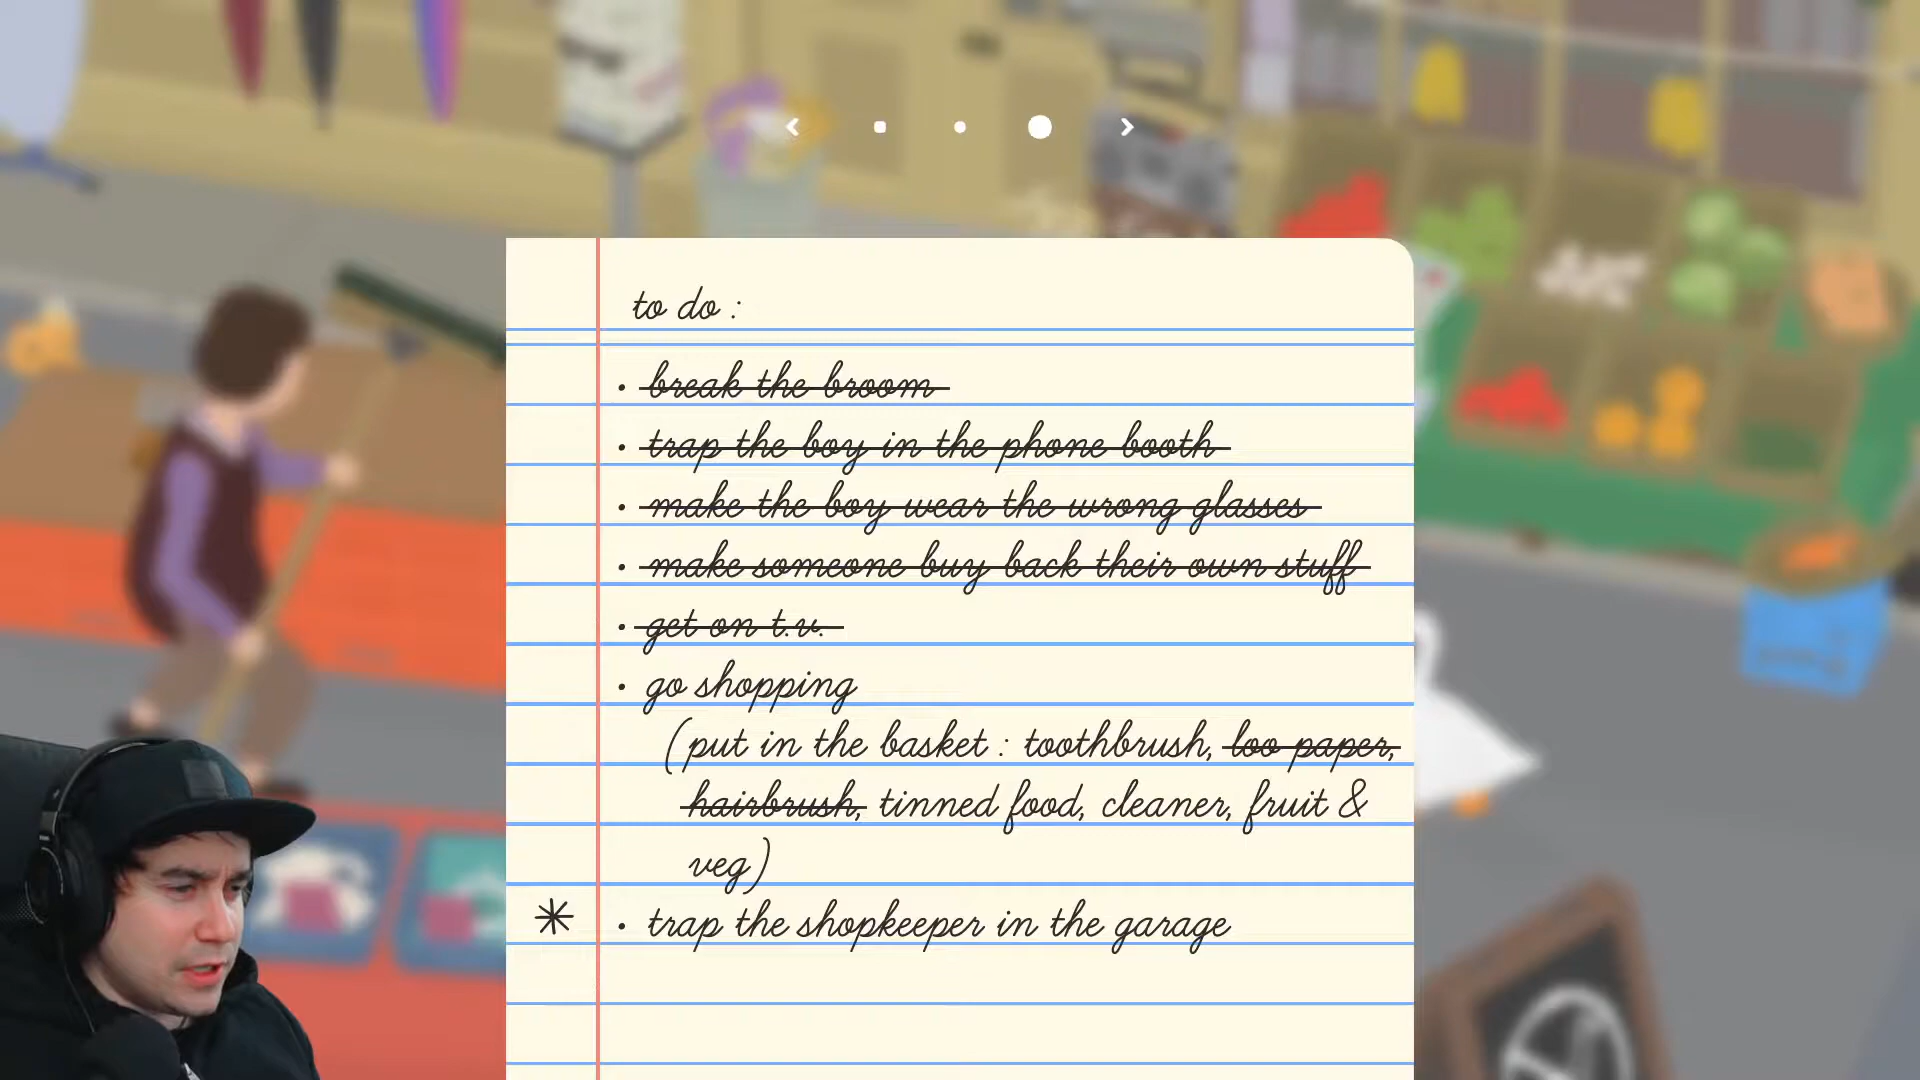 to do :
• break the broom
• trap the boy in the phone booth
• make the boy wear the wrong glasses
• make someone buy back their own stuff
• get on t.v.
• go shopping
(put in the basket : toothbrush, loo paper,
hairbrush, tinned food, cleaner, fruit &
veg)
* • trap the shopkeeper in the garage